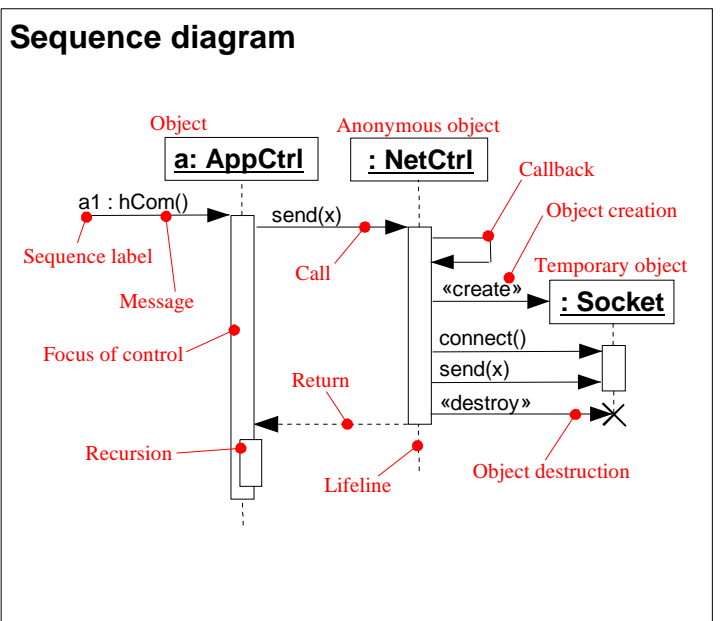 Sequence diagram
Object
Anonymous object
a: AppCtrl
: NetCtrl
Callback
a1 : hCom()
send(x)
Object creation
Sequence label
Call
Temporary object
Message
«create»
: Socket
connect()
Focus of control
send(x)
Return
«destroy»
Recursion
Object destruction
Lifeline